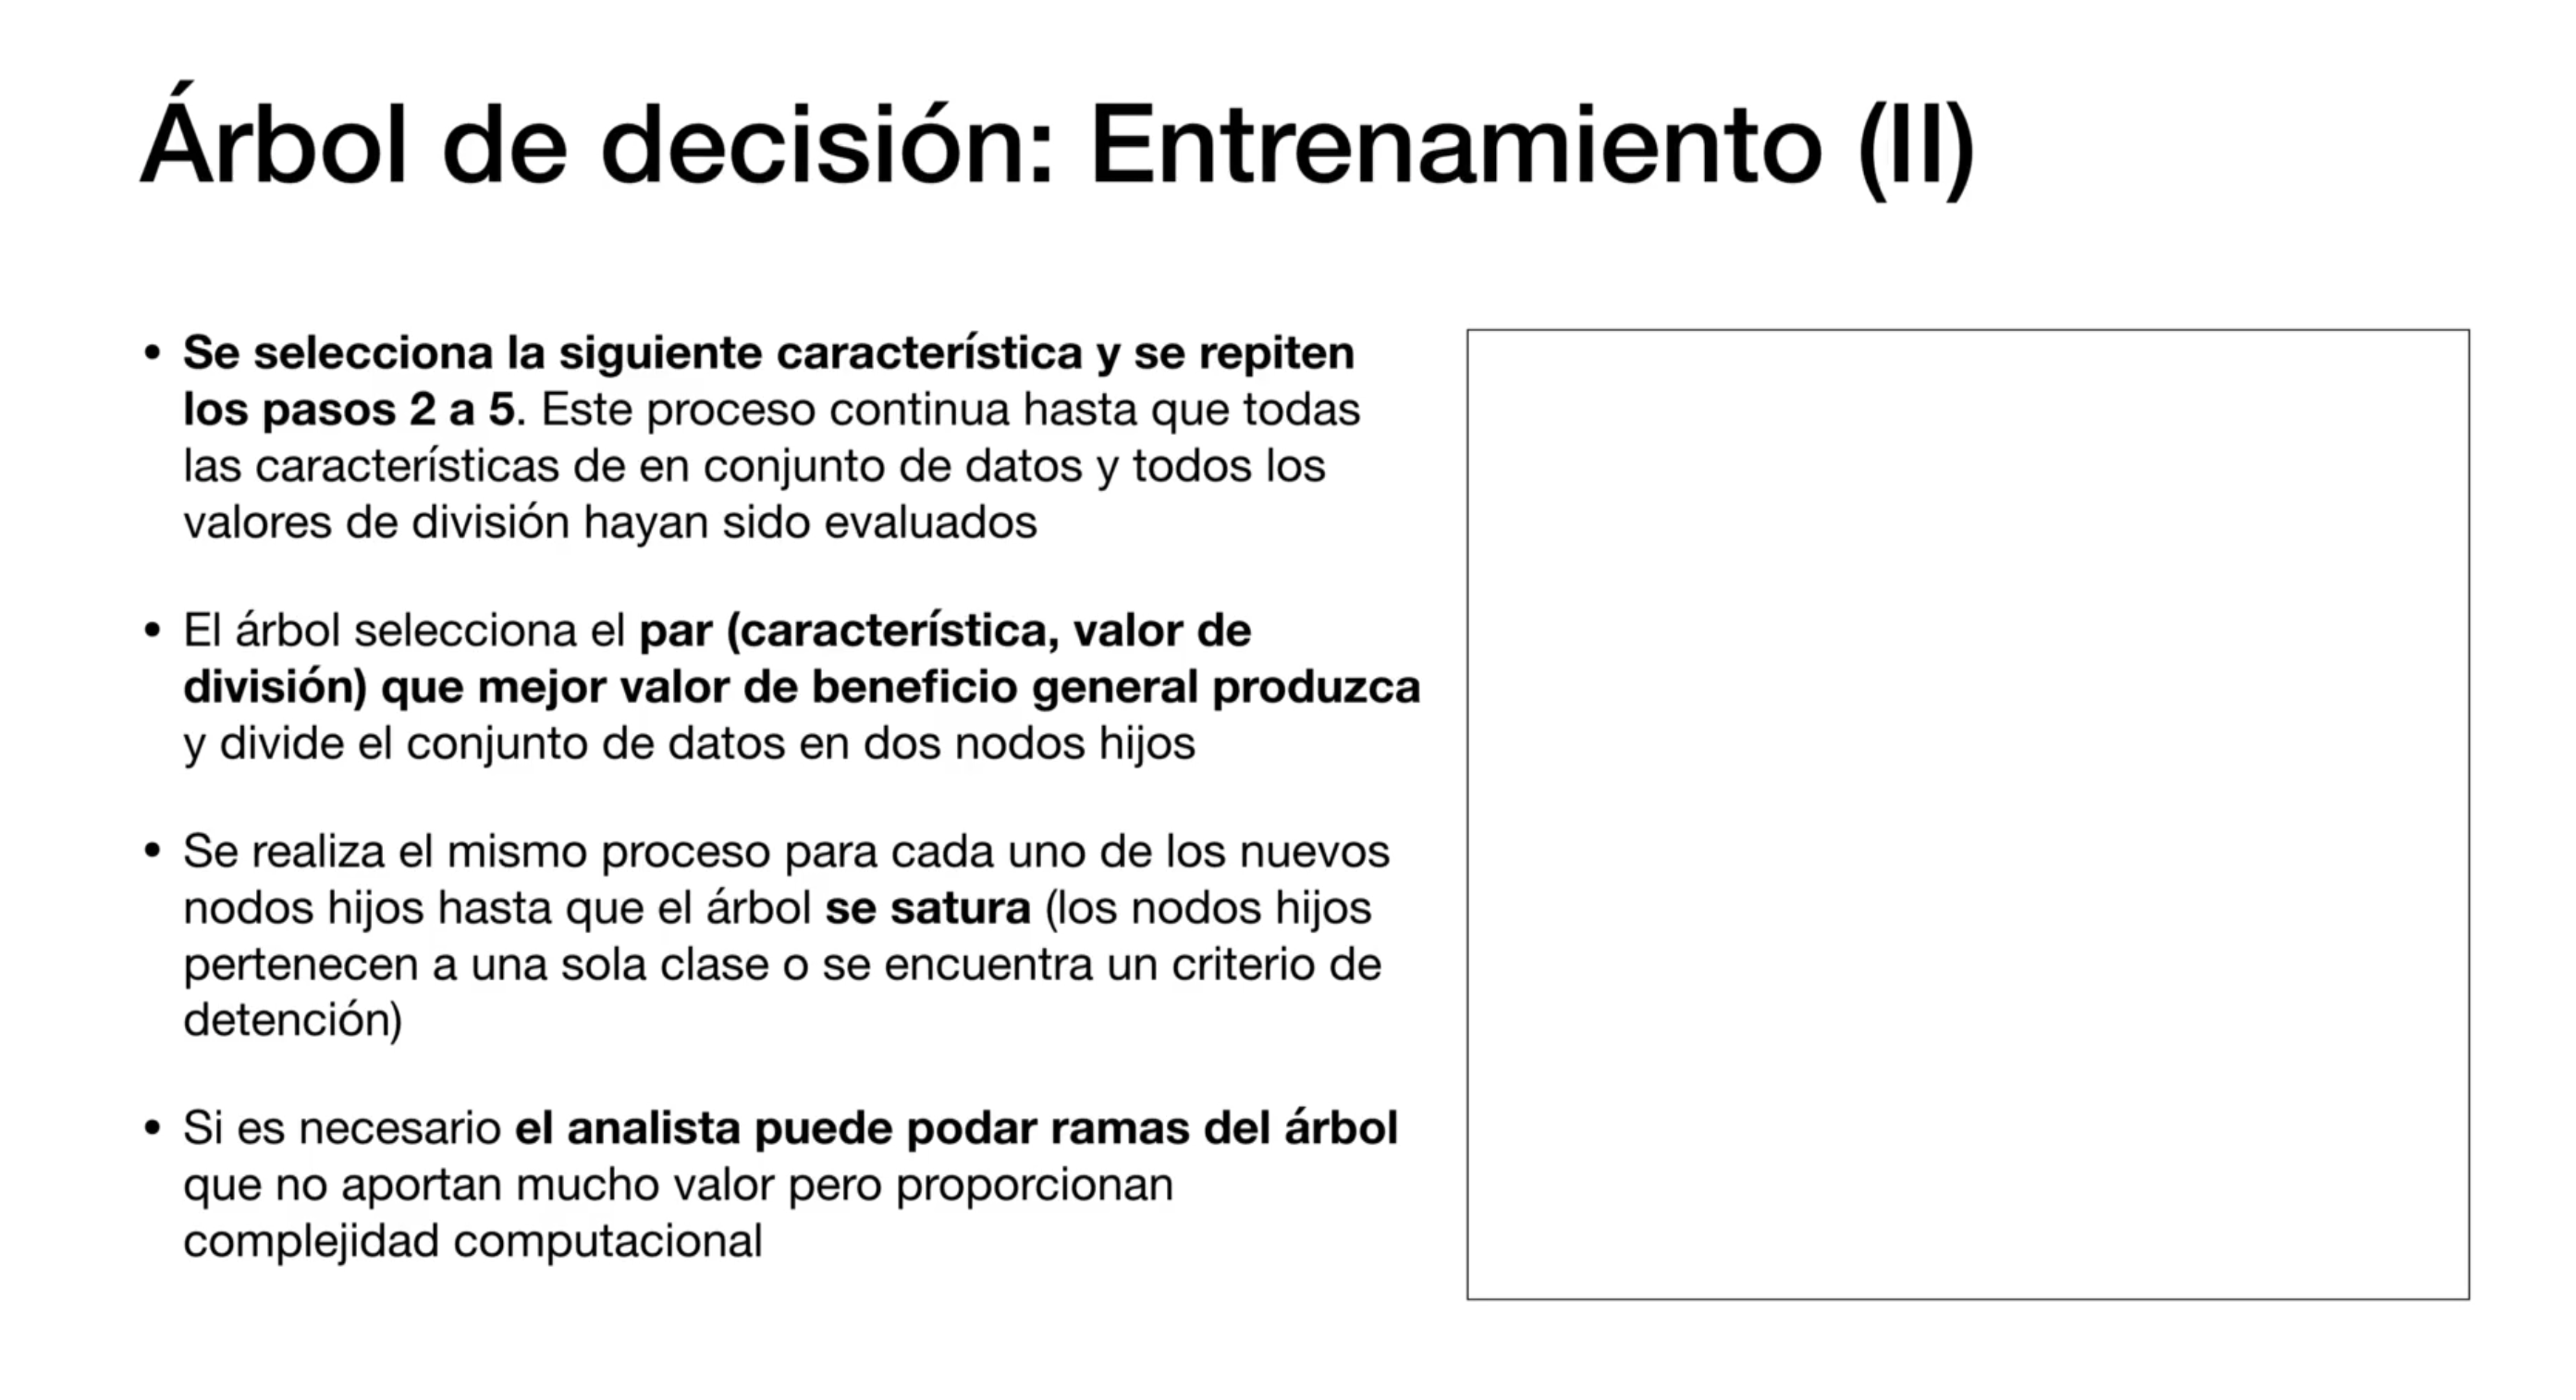 Árbol de decisión: Entrenamiento (II)
• Se selecciona la siguiente característica y se repiten
los pasos 2 a 5. Este proceso continua hasta que todas
las características de en conjunto de datos y todos los
valores de división hayan sido evaluados
• El árbol selecciona el par (característica, valor de
división) que mejor valor de beneficio general produzca
y divide el conjunto de datos en dos nodos hijos
• Se realiza el mismo proceso para cada uno de los nuevos
nodos hijos hasta que el árbol se satura (los nodos hijos
pertenecen a una sola clase o se encuentra un criterio de
detención)
• Si es necesario el analista puede podar ramas del árbol
que no aportan mucho valor pero proporcionan
complejidad computacional